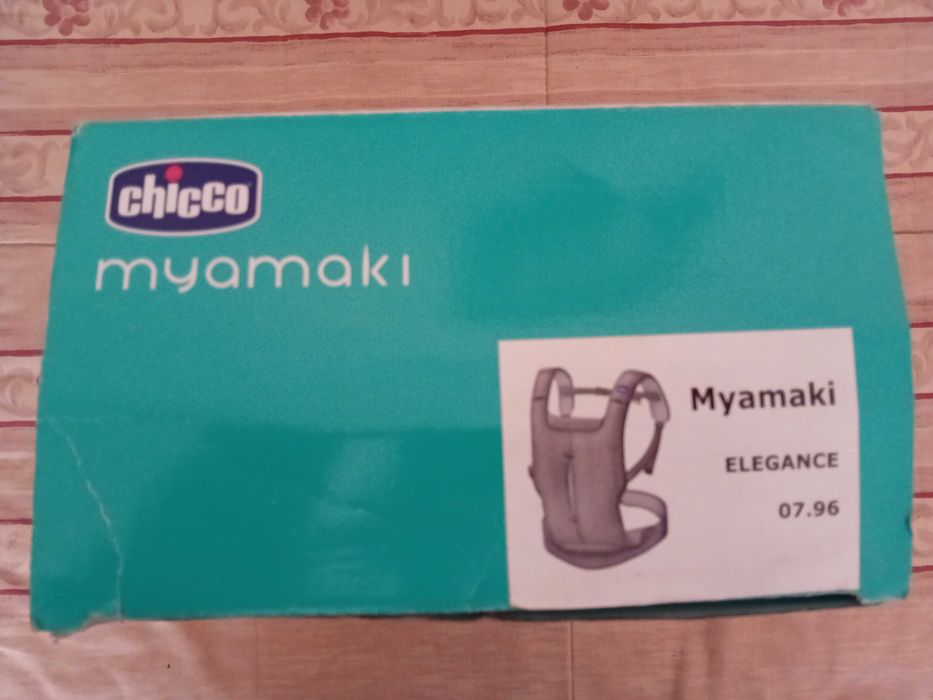 chicco
myamaki
Myamaki
ELEGANCE
07.96